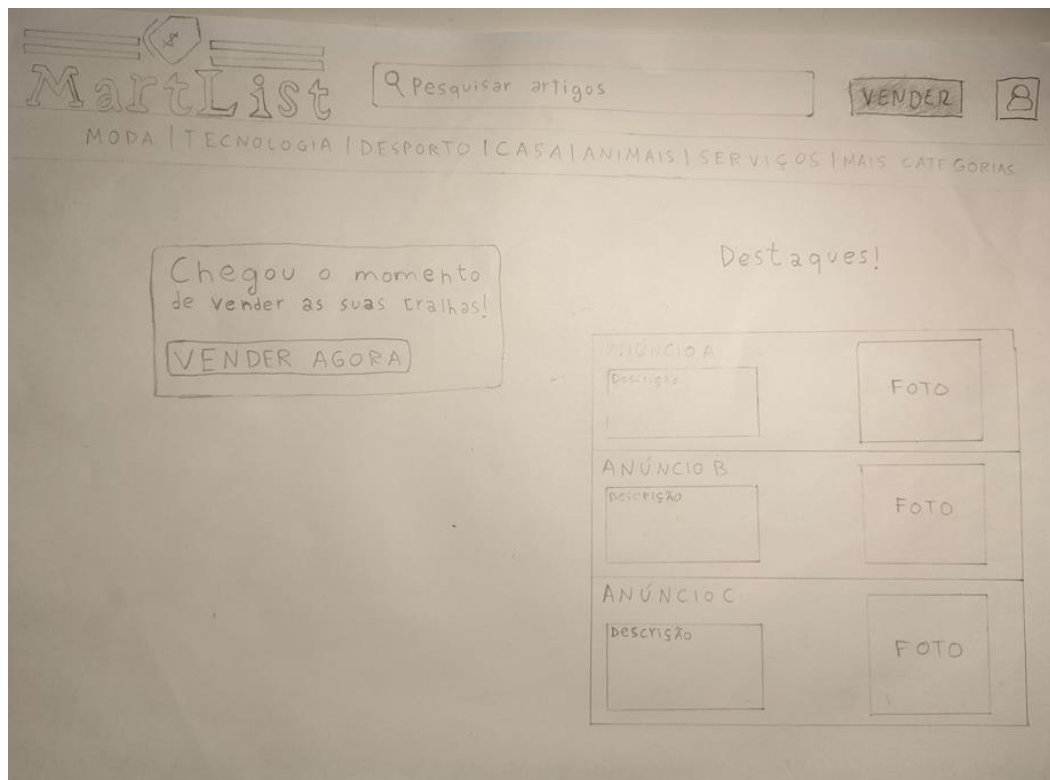 $
MartList
Pesquisar artigos
VENDER
MODA | TECNOLOGIA | DESPORTO | CASA | ANIMAIS | SERVIÇOS | MAIS CATEGORIAS
Chegou o momento
de vender as suas tralhas!
VENDER AGORA
Destaques!
ANÚNCIO A
Descrição
FOTO
ANÚNCIO B
DESCRIÇÃO
FOTO
ANÚNCIO C
Descrição
FOTO